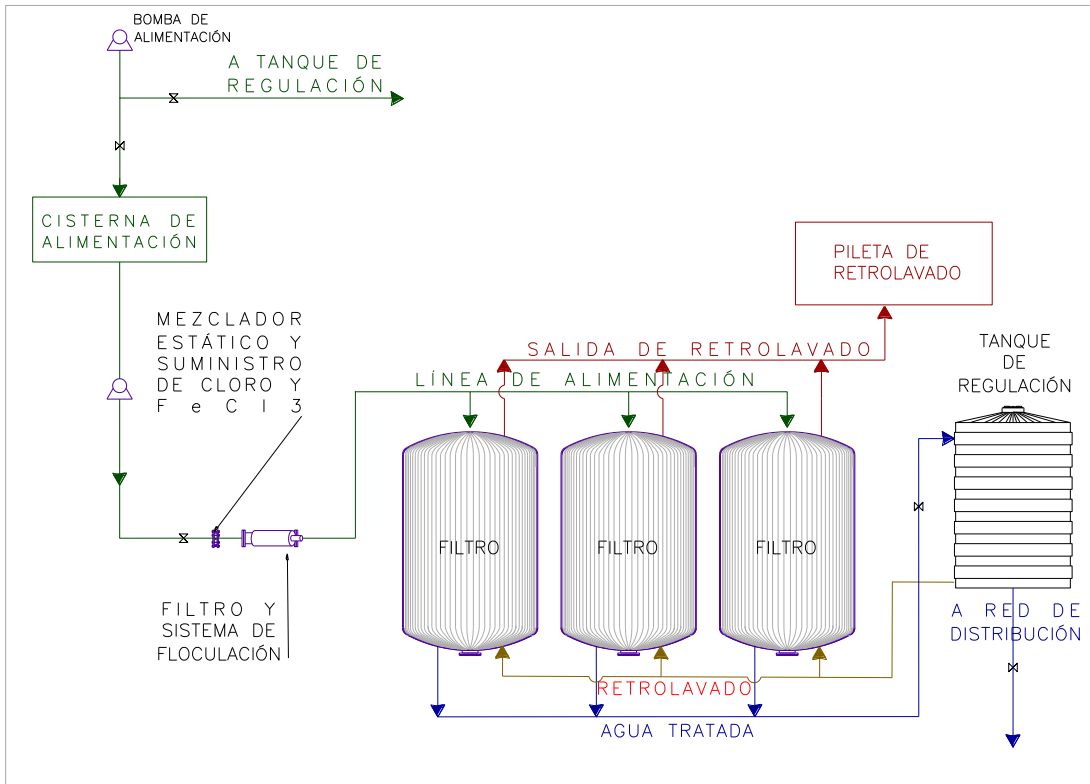 BOMBA DE
ALIMENTACIÓN
A TANQUE DE
REGULACIÓN
CISTERNA DE
ALIMENTACIÓN
PILETA DE
RETROLAVADO
MEZCLADOR
ESTÁTICO Y
SUMINISTRO
DE CLORO Y
FeCl3
SALIDA DE RETROLAVADO
LÍNEA DE ALIMENTACIÓN
TANQUE
DE
REGULACIÓN
FILTRO
FILTRO
FILTRO
FILTRO Y
SISTEMA DE
FLOCULACIÓN
A RED DE
DISTRIBUCIÓN
RETROLAVADO
AGUA TRATADA